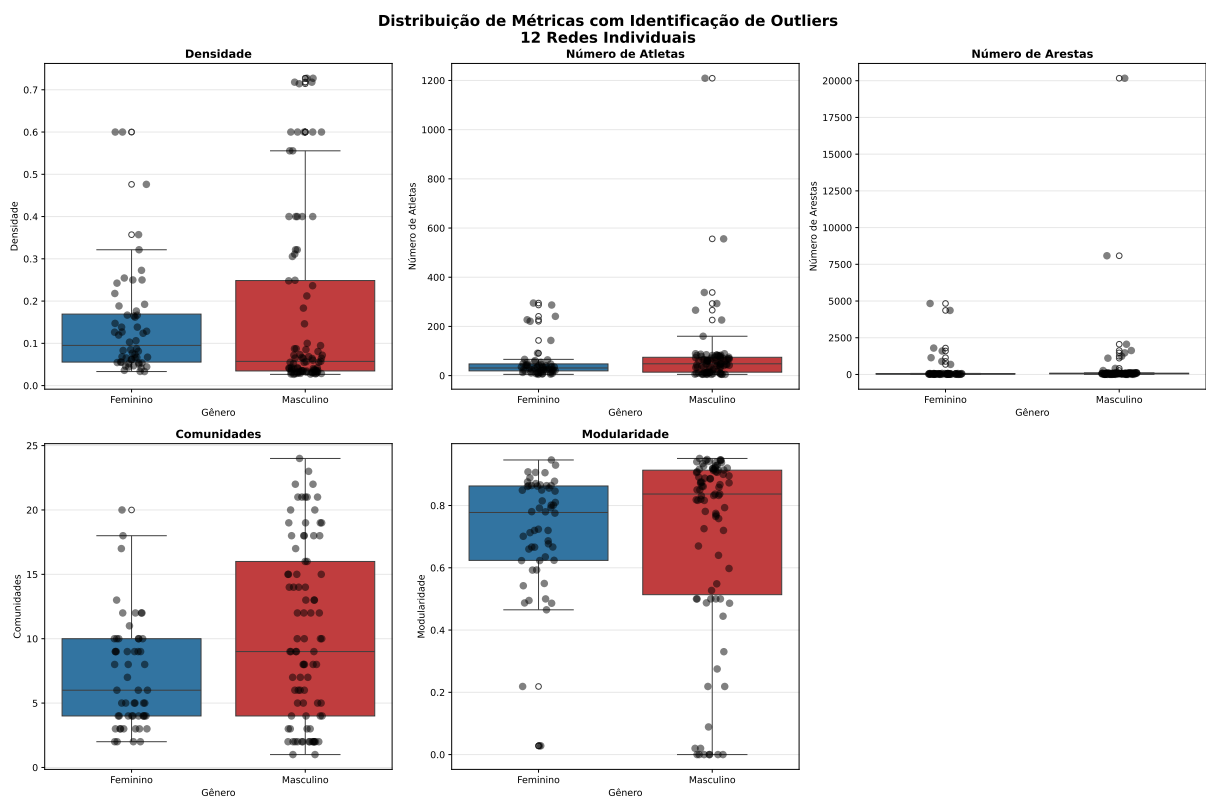 Distribuição de Métricas com Identificação de Outliers
12 Redes Individuais
Densidade
Densidade
0.7
0.6
0.5
0.4
0.3
0.2
0.1
0.0
Feminino
Masculino
Gênero
Número de Atletas
Número de Atletas
1200
1000
800
600
400
200
0
Feminino
Masculino
Gênero
Número de Arestas
Número de Arestas
20000
17500
15000
12500
10000
7500
5000
2500
0
Feminino
Masculino
Gênero
Comunidades
Comunidades
25
20
15
10
5
0
Feminino
Masculino
Gênero
Modularidade
Modularidade
0.8
0.6
0.4
0.2
0.0
Feminino
Masculino
Gênero